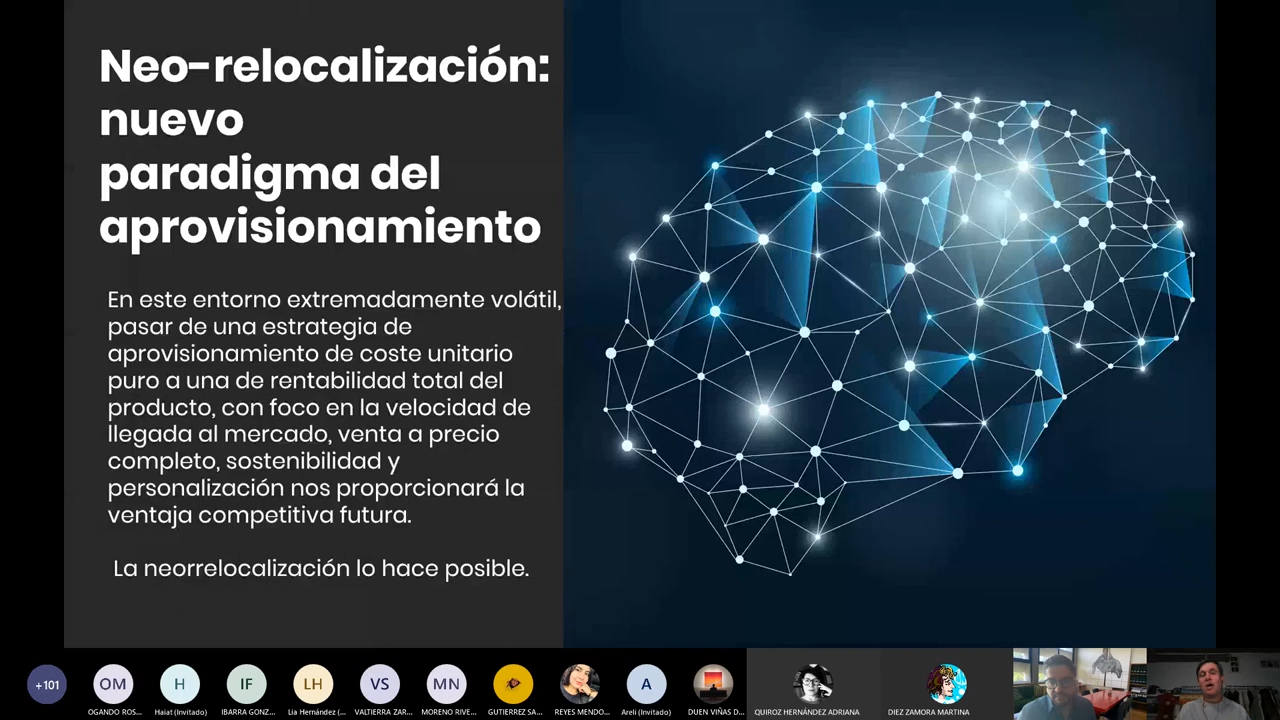 Neo-relocalización:
nuevo
paradigma del
aprovisionamiento
En este entorno extremadamente volátil,
pasar de una estrategia de
aprovisionamiento de coste unitario
puro a una de rentabilidad total del
producto, con foco en la velocidad de
llegada al mercado, venta a precio
completo, sostenibilidad y
personalización nos proporcionará la
ventaja competitiva futura.
La neorrelocalización lo hace posible.
+101
OM
H
IF
LH
VS
MN
A
OGANDO ROS...
Haiat (Invitado)
IBARRA GONZ...
Lia Hernández (...
VALTIERRA ZAR...
MORENO RIVE...
GUTIERREZ SA...
REYES MENDO...
Areli (Invitado)
DUEN VIÑAS D...
QUIROZ HERNÁNDEZ ADRIANA
DIEZ ZAMORA MARTINA